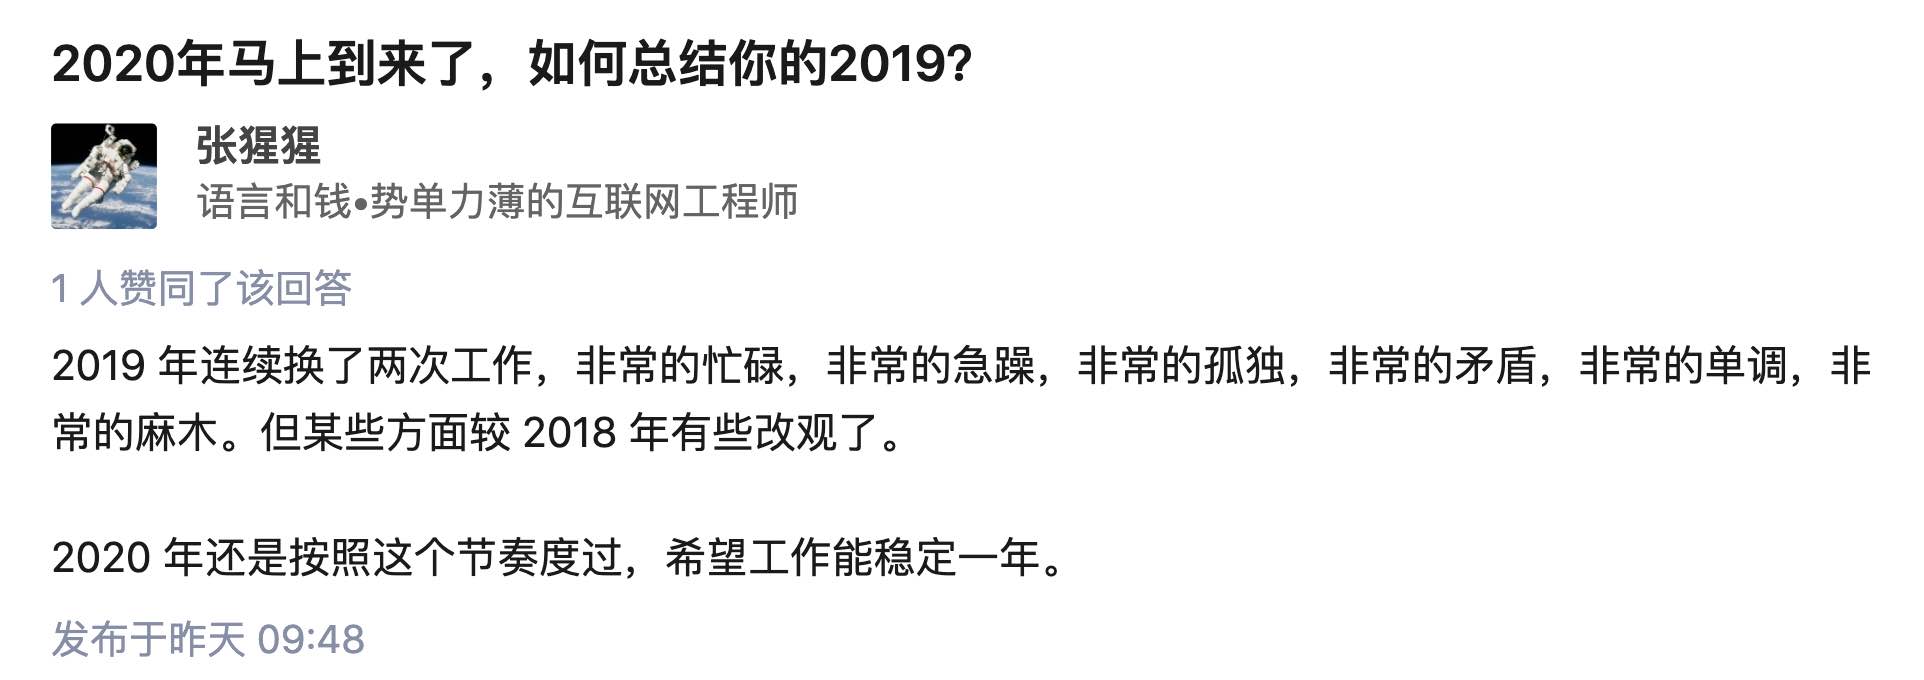 2020年马上到来了，如何总结你的2019?
张猩猩
语言和钱•势单力薄的互联网工程师
1 人赞同了该回答
2019 年连续换了两次工作，非常的忙碌，非常的急躁，非常的孤独，非常的矛盾，非常的单调，非
常的麻木。但某些方面较 2018 年有些改观了。
2020 年还是按照这个节奏度过，希望工作能稳定一年。
发布于昨天 09:48